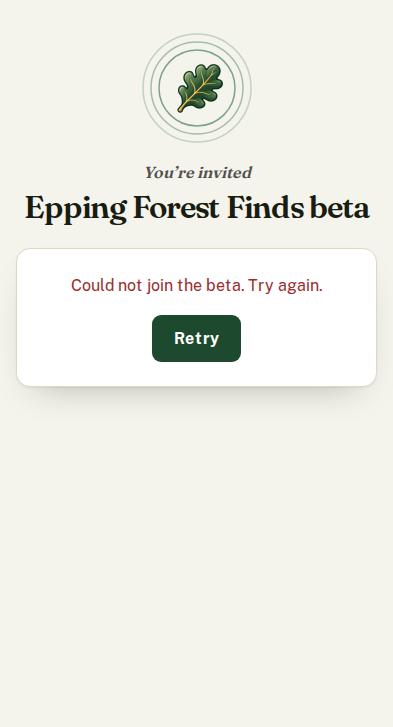 You’re invited
Epping Forest Finds beta
Could not join the beta. Try again.
Retry